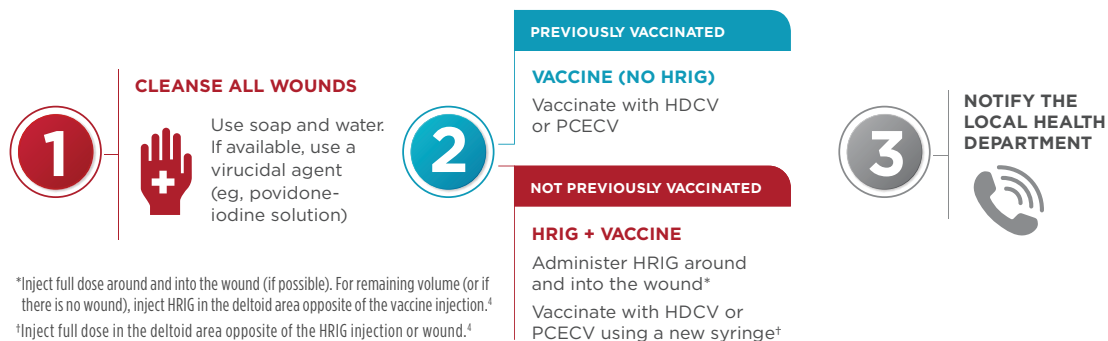 1
CLEANSE ALL WOUNDS
Use soap and water.
If available, use a
virucidal agent
(eg, povidone-
iodine solution)
2
PREVIOUSLY VACCINATED
VACCINE (NO HRIG)
Vaccinate with HDCV
or PCECV
NOT PREVIOUSLY VACCINATED
HRIG + VACCINE
Administer HRIG around
and into the wound*
Vaccinate with HDCV or
PCECV using a new syringe†
3
NOTIFY THE
LOCAL HEALTH
DEPARTMENT
*Inject full dose around and into the wound (if possible). For remaining volume (or if
there is no wound), inject HRIG in the deltoid area opposite of the vaccine injection.⁴
†Inject full dose in the deltoid area opposite of the HRIG injection or wound.⁴